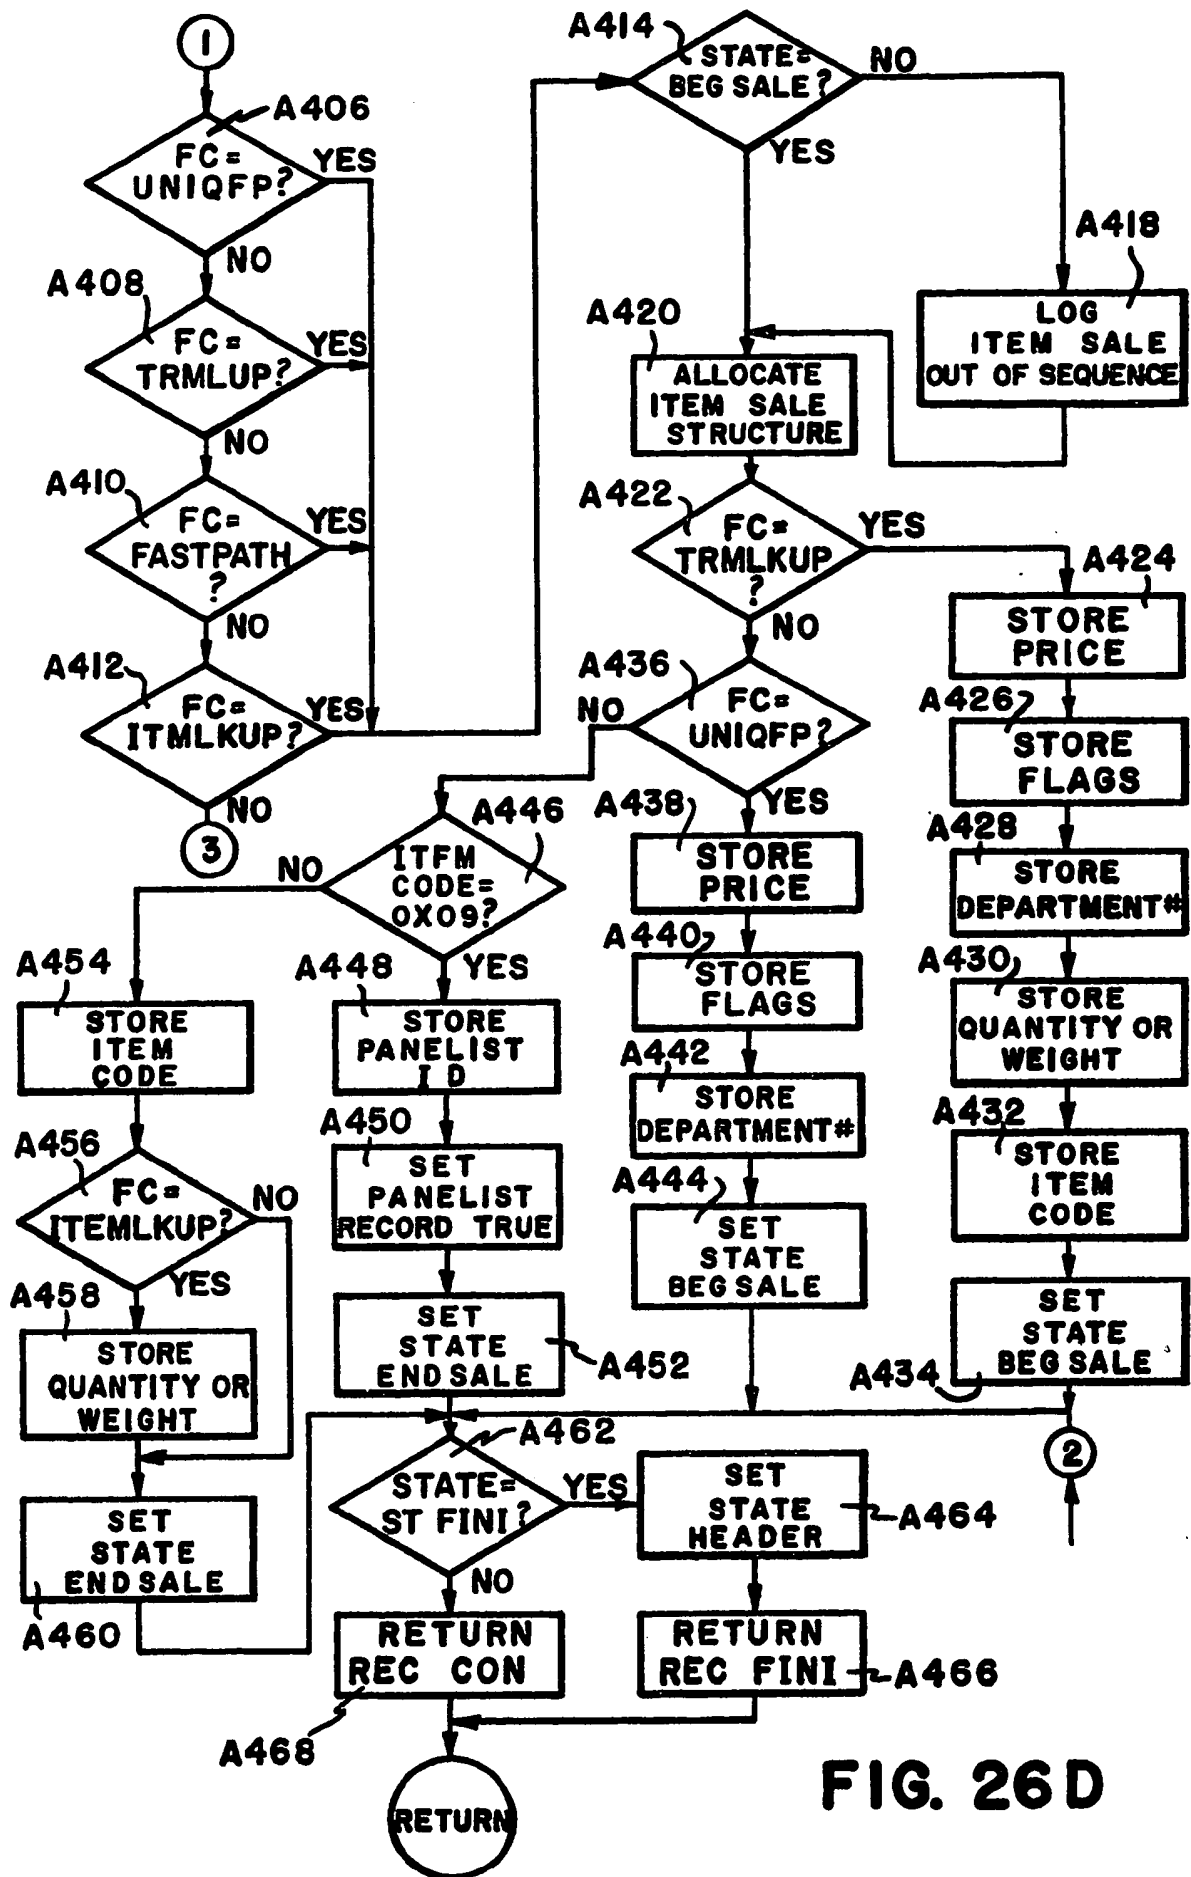 1
A406
FC=
UNIQFP?
YES
NO
A408
FC=
TRMLUP?
YES
NO
A410
FC=
FASTPATH
?
YES
NO
A412
FC=
ITMLKUP?
YES
NO
3
A414
STATE=
BEG SALE?
NO
YES
A418
LOG
ITEM SALE
OUT OF SEQUENCE
A420
ALLOCATE
ITEM SALE
STRUCTURE
A422
FC=
TRMLKUP
?
YES
NO
A424
STORE
PRICE
A426
STORE
FLAGS
A428
STORE
DEPARTMENT#
A430
STORE
QUANTITY OR
WEIGHT
A432
STORE
ITEM
CODE
SET
STATE
BEG SALE
A434
2
A436
FC=
UNIQFP?
NO
YES
A438
STORE
PRICE
A440
STORE
FLAGS
A442
STORE
DEPARTMENT#
A444
SET
STATE
BEG SALE
A446
ITFM
CODE=
0X09?
NO
YES
A448
STORE
PANELIST
ID
A450
SET
PANELIST
RECORD TRUE
SET
STATE
END SALE
A452
A454
STORE
ITEM
CODE
A456
FC=
ITEMLKUP?
NO
YES
A458
STORE
QUANTITY OR
WEIGHT
SET
STATE
END SALE
A460
A462
STATE=
ST FINI?
YES
NO
SET
STATE
HEADER
A464
RETURN
REC FINI
A466
RETURN
REC CON
A468
RETURN
FIG. 26D